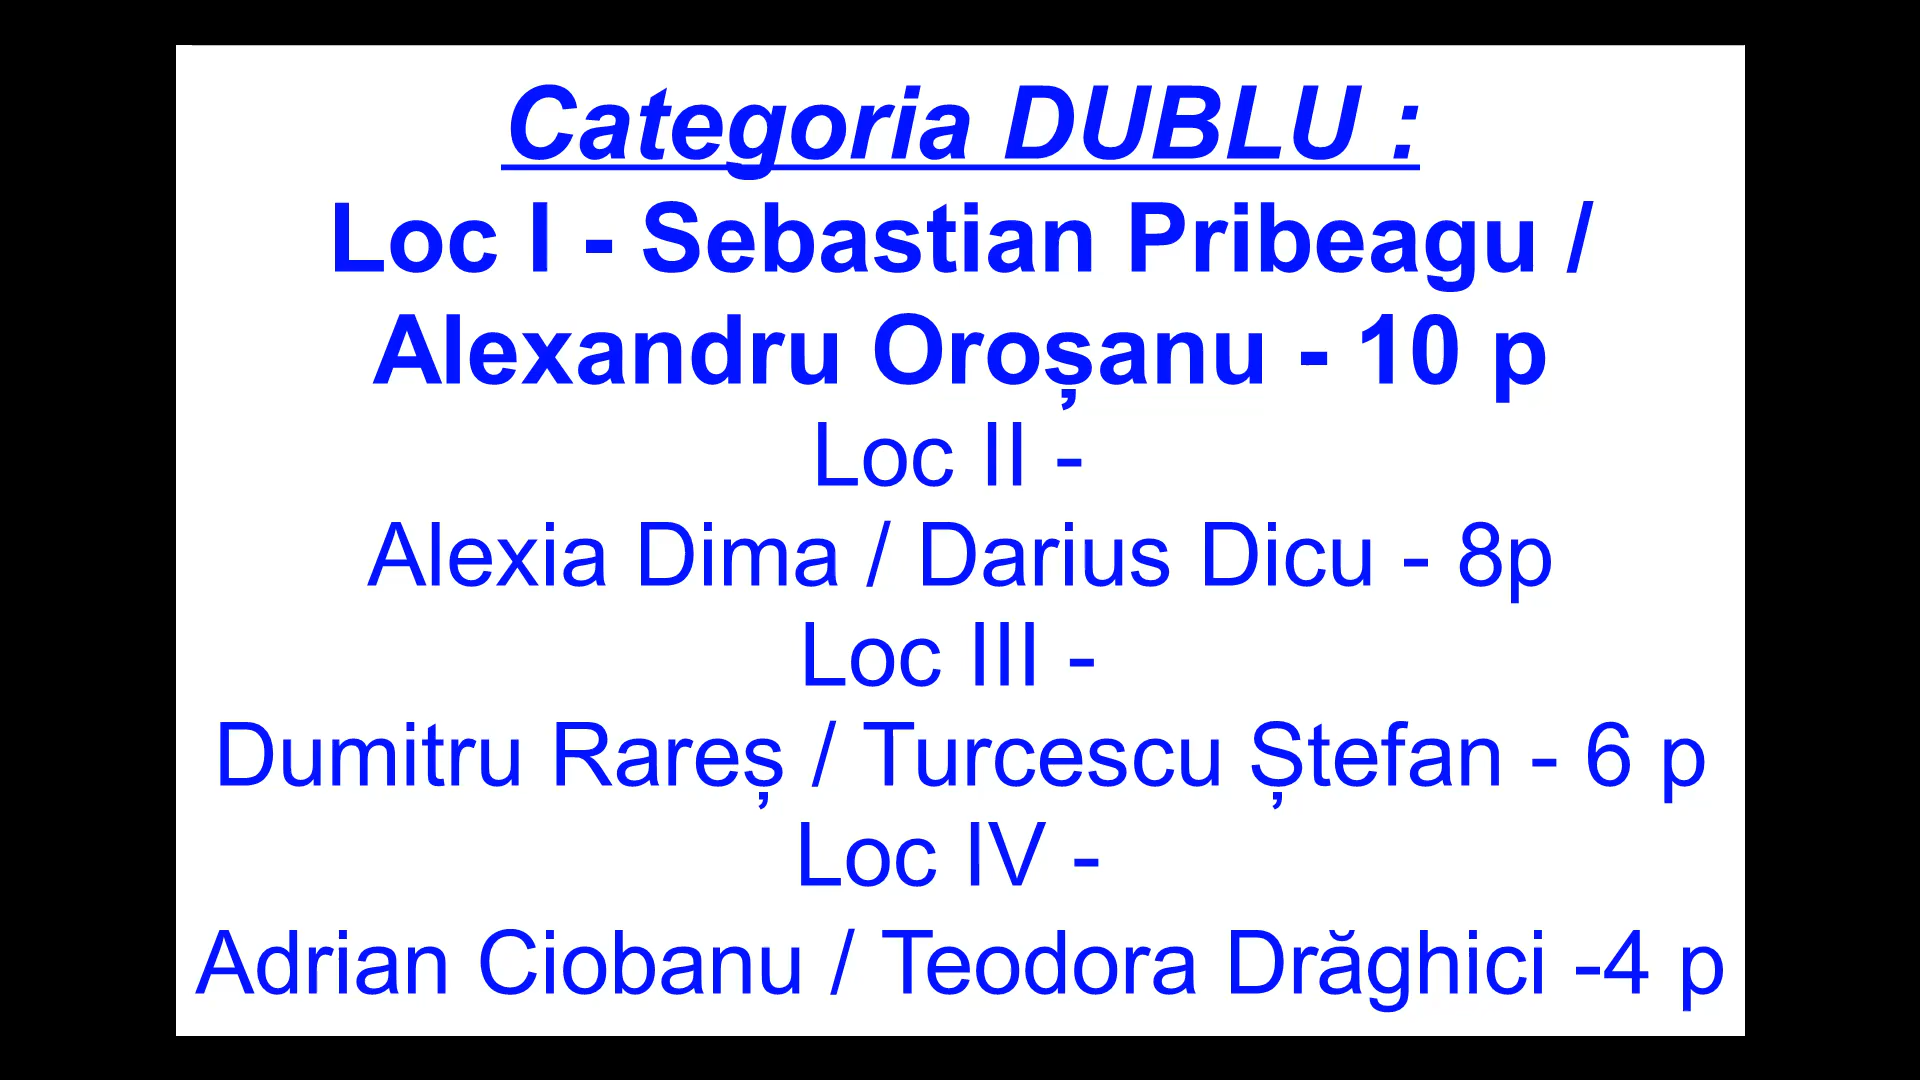 Categoria DUBLU :
Loc I - Sebastian Pribeagu /
Alexandru Oroșanu - 10 p
Loc II -
Alexia Dima / Darius Dicu - 8p
Loc III -
Dumitru Rareș / Turcescu Ștefan - 6 p
Loc IV -
Adrian Ciobanu / Teodora Drăghici -4 p